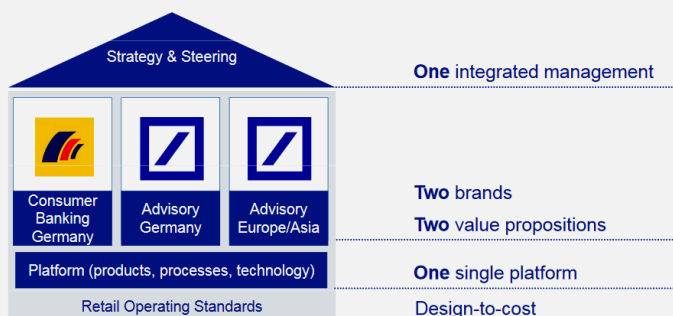 Strategy & Steering
One integrated management
Consumer
Banking
Germany
Advisory
Germany
Advisory
Europe/Asia
Two brands
Two value propositions
Platform (products, processes, technology)
One single platform
Retail Operating Standards
Design-to-cost